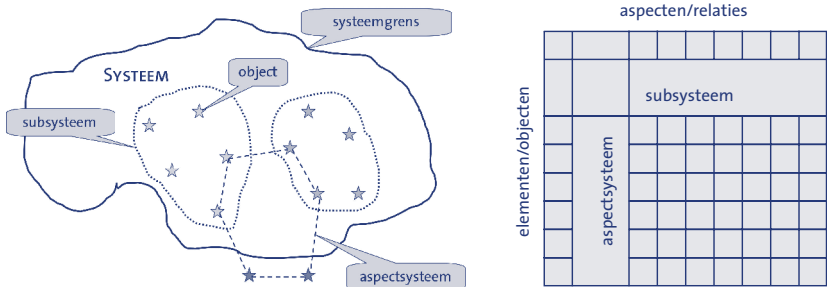 systeemgrens
SYSTEEM
object
subsysteem
aspectsysteem
aspecten/relaties
elementen/objecten
subsysteem
aspectsysteem